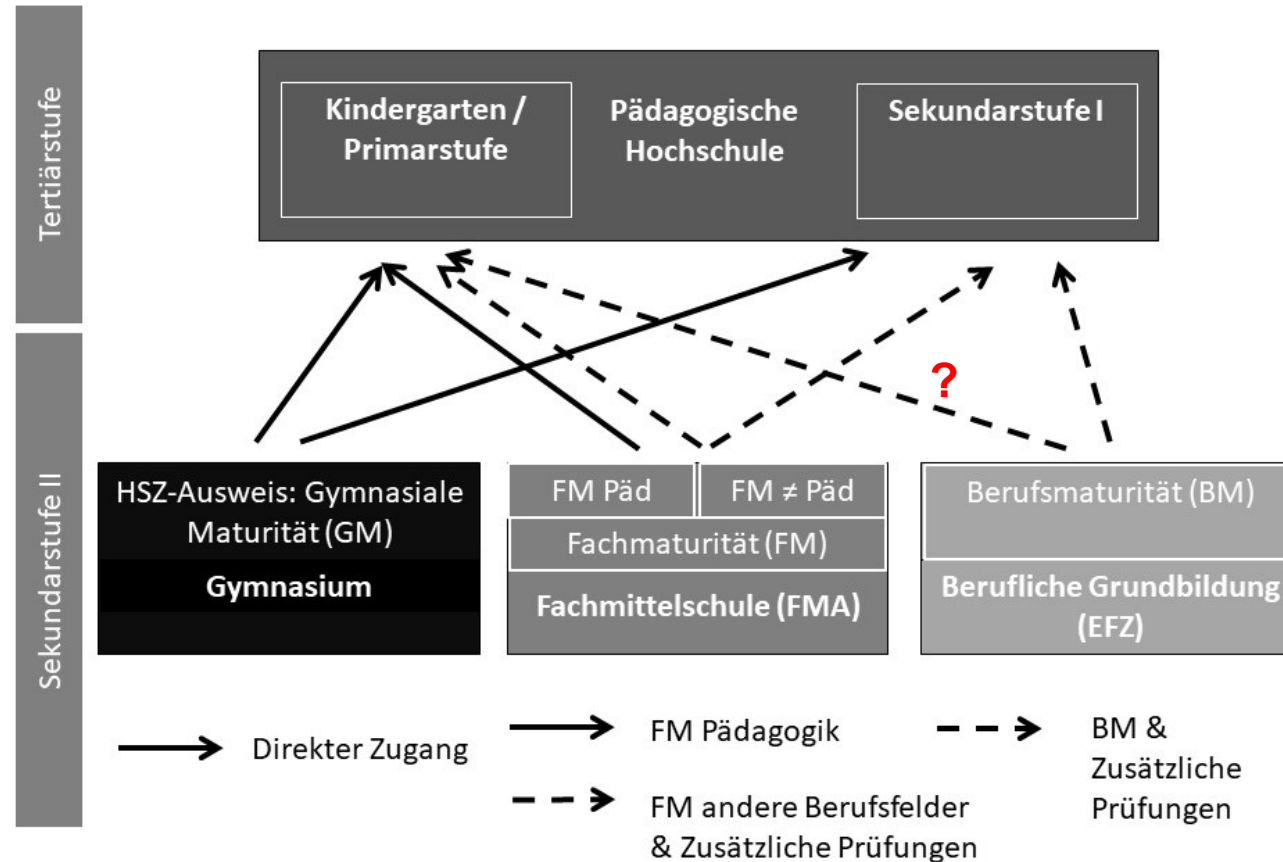 Tertiärstufe
Kindergarten /
Primarstufe
Pädagogische
Hochschule
Sekundarstufe I
?
Sekundarstufe II
HSZ-Ausweis: Gymnasiale
Maturität (GM)
Gymnasium
FM Päd
FM ≠ Päd
Fachmaturität (FM)
Fachmittelschule (FMA)
Berufsmaturität (BM)
Berufliche Grundbildung
(EFZ)
Direkter Zugang
FM Pädagogik
FM andere Berufsfelder
& Zusätzliche Prüfungen
BM &
Zusätzliche
Prüfungen